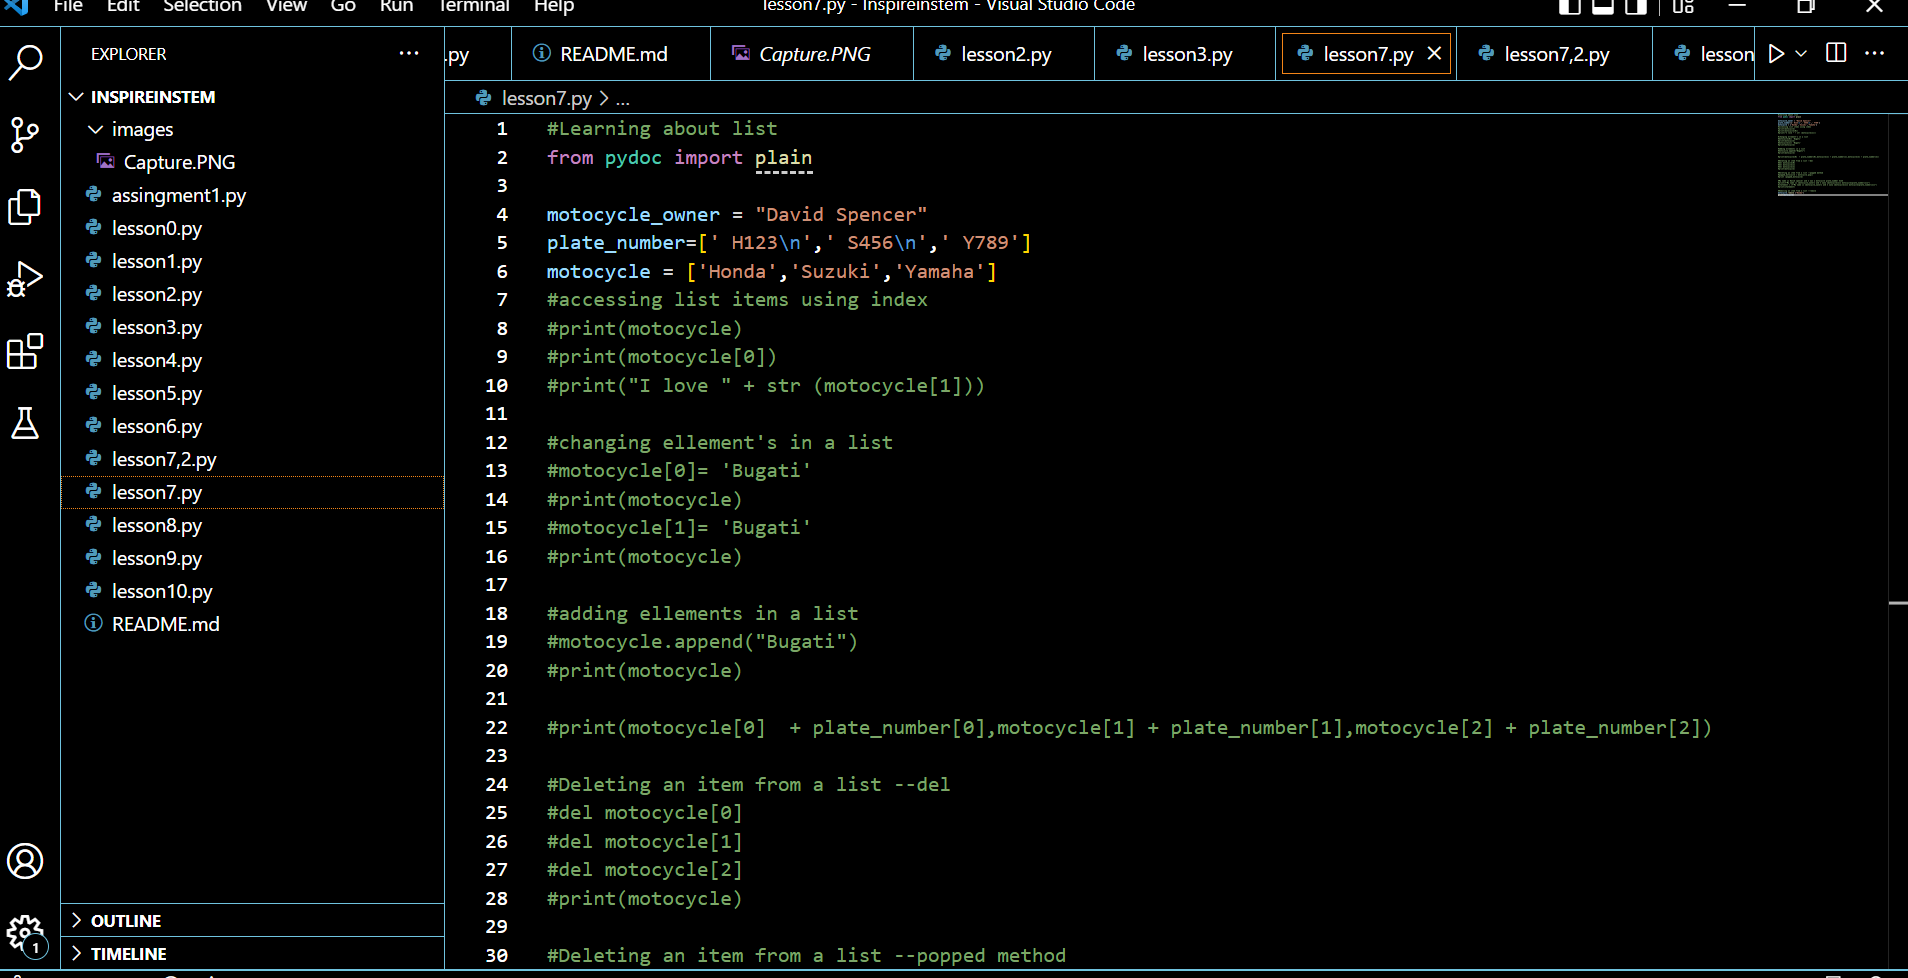 File Edit Selection View Go Run Terminal Help
lesson7.py - Inspireinstem - Visual Studio Code
EXPLORER
.py
README.md
Capture.PNG
lesson2.py
lesson3.py
lesson7.py
lesson7,2.py
lesson
INSPIREINSTEM
images
Capture.PNG
assingment1.py
lesson0.py
lesson1.py
lesson2.py
lesson3.py
lesson4.py
lesson5.py
lesson6.py
lesson7,2.py
lesson7.py
lesson8.py
lesson9.py
lesson10.py
README.md
OUTLINE
TIMELINE
1
lesson7.py > ...
1 #Learning about list
2 from pydoc import plain
3
4 motocycle_owner = "David Spencer"
5 plate_number=[' H123\n',' S456\n',' Y789']
6 motocycle = ['Honda','Suzuki','Yamaha']
7 #accessing list items using index
8 #print(motocycle)
9 #print(motocycle[0])
10 #print("I love " + str (motocycle[1]))
11
12 #changing ellement's in a list
13 #motocycle[0]= 'Bugati'
14 #print(motocycle)
15 #motocycle[1]= 'Bugati'
16 #print(motocycle)
17
18 #adding ellements in a list
19 #motocycle.append("Bugati")
20 #print(motocycle)
21
22 #print(motocycle[0]  + plate_number[0],motocycle[1] + plate_number[1],motocycle[2] + plate_number[2])
23
24 #Deleting an item from a list --del
25 #del motocycle[0]
26 #del motocycle[1]
27 #del motocycle[2]
28 #print(motocycle)
29
30 #Deleting an item from a list --popped method